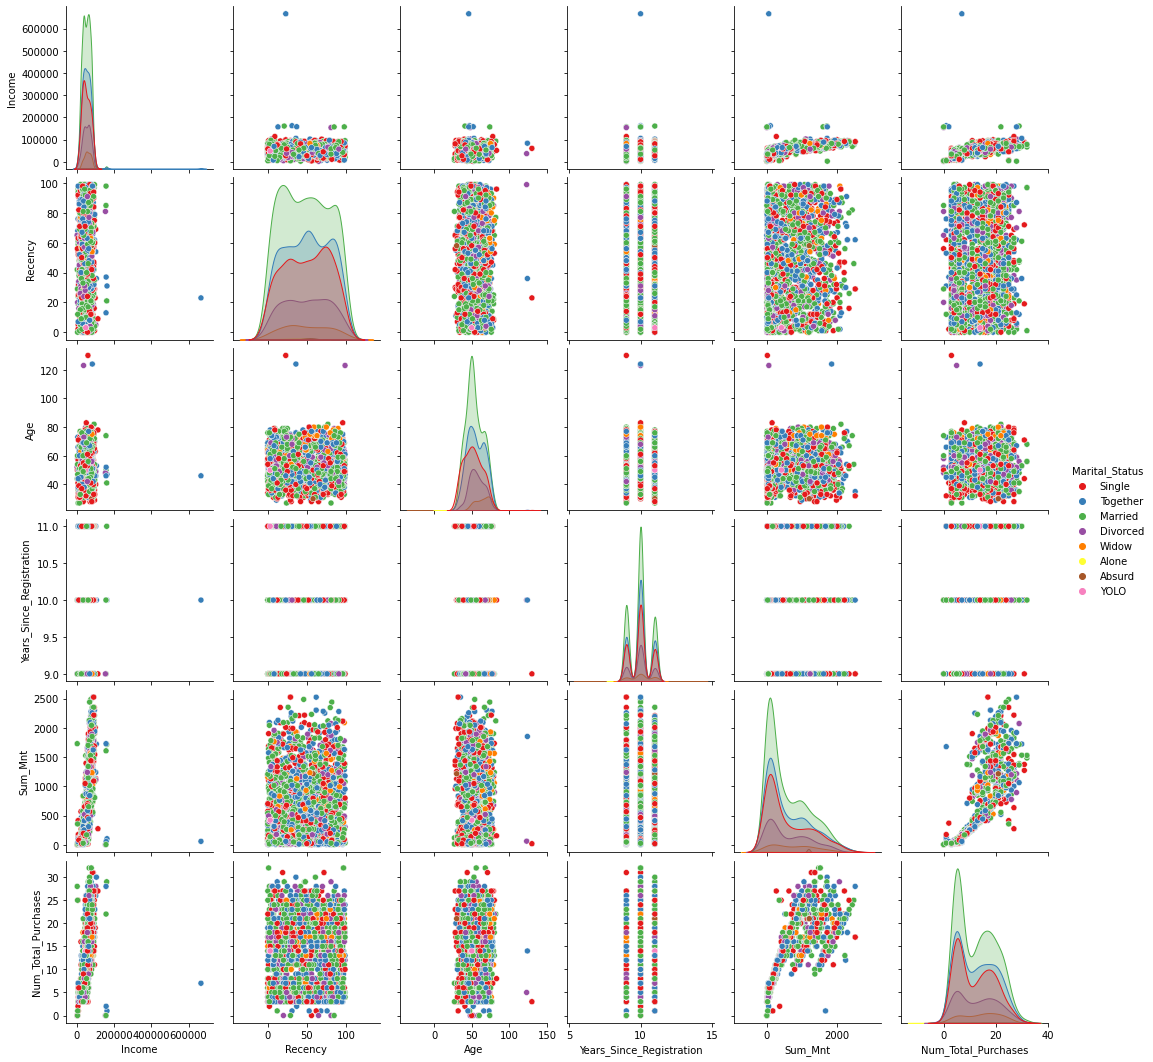 600000
500000
400000
300000
200000
100000
0
Income
100
80
60
40
20
0
Recency
120
100
80
60
40
Age
11.0
10.5
10.0
9.5
9.0
Years_Since_Registration
2500
2000
1500
1000
500
0
Sum_Mnt
30
25
20
15
10
5
0
Num_Total_Purchases
Marital_Status
Single
Together
Married
Divorced
Widow
Alone
Absurd
YOLO
0 200000 400000 600000 0 50 100 0 50 100 150 5 10 15 0 2000 0 20 40
Income Recency Age Years_Since_Registration Sum_Mnt Num_Total_Purchases